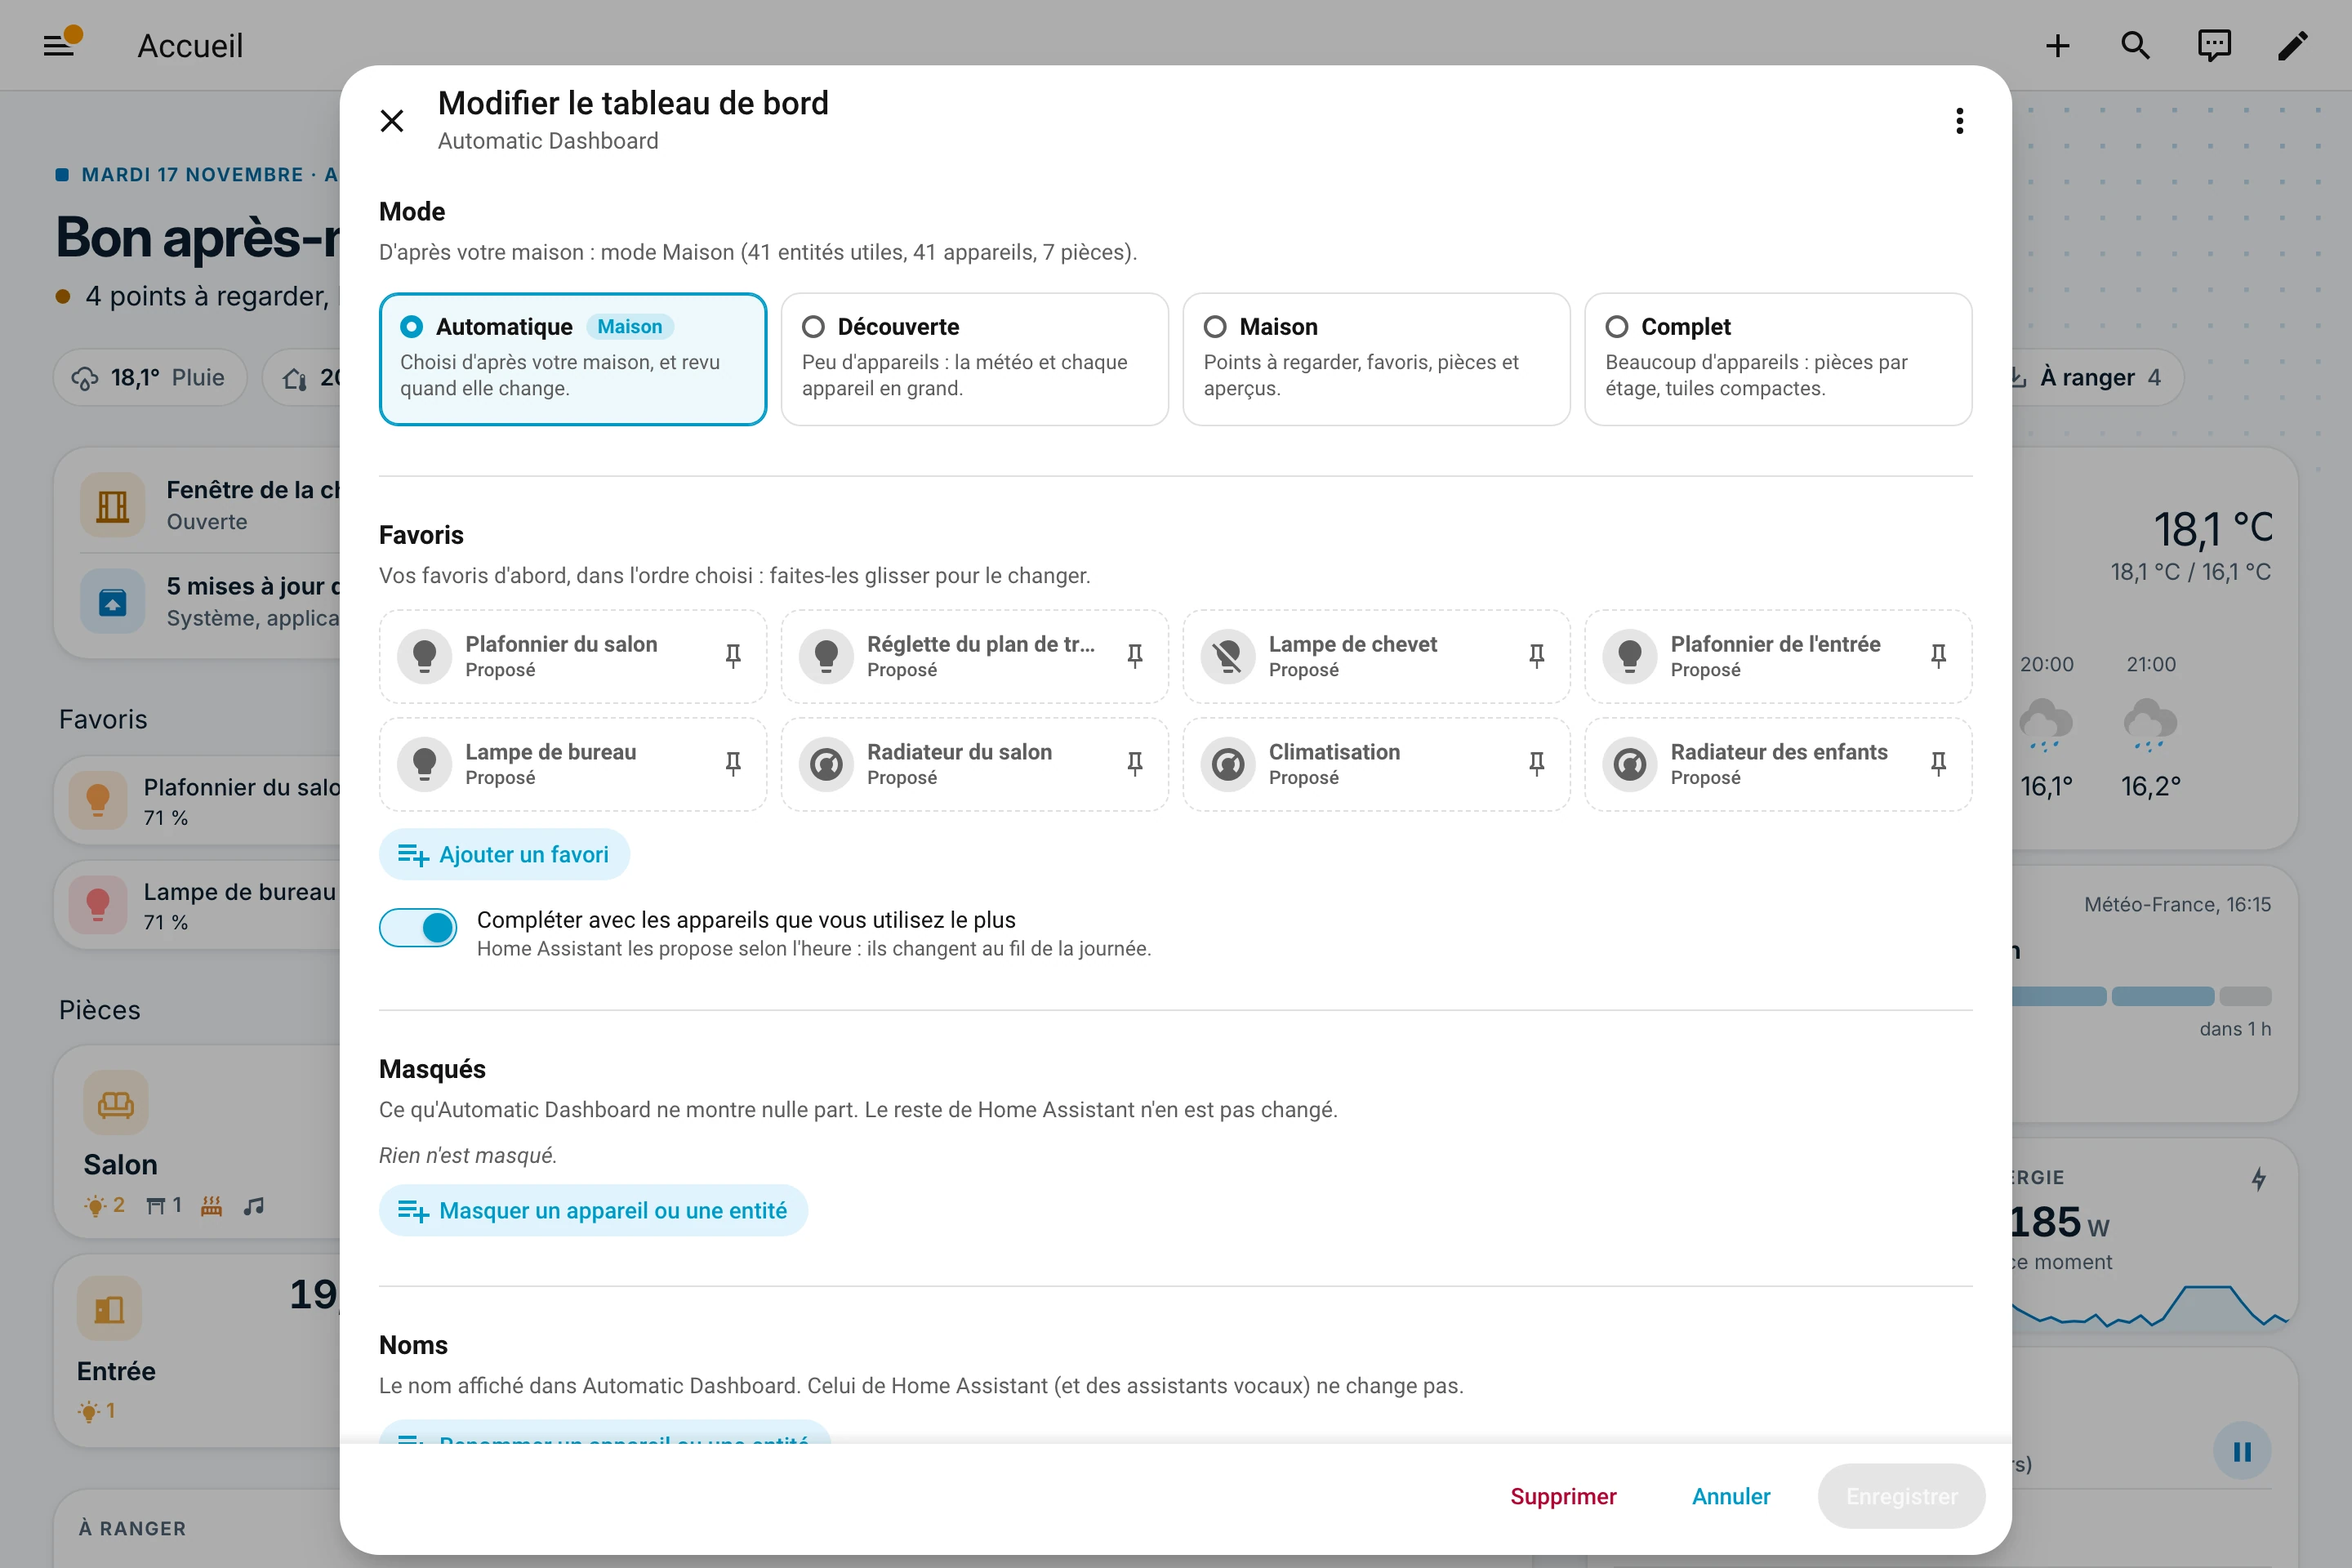 Accueil
Modifier le tableau de bord
Automatic Dashboard
MARDI 17 NOVEMBRE · A
Bon après-
4 points à regarder,
18,1° Pluie
20
À ranger 4
Mode
D'après votre maison : mode Maison (41 entités utiles, 41 appareils, 7 pièces).
Automatique Maison
Choisi d'après votre maison, et revu
quand elle change.
Découverte
Peu d'appareils : la météo et chaque
appareil en grand.
Maison
Points à regarder, favoris, pièces et
aperçus.
Complet
Beaucoup d'appareils : pièces par
étage, tuiles compactes.
Fenêtre de la ch
Ouverte
5 mises à jour d
Système, applica
18,1 °C
18,1 °C / 16,1 °C
20:00 21:00
16,1° 16,2°
Favoris
Vos favoris d'abord, dans l'ordre choisi : faites-les glisser pour le changer.
Plafonnier du salon
Proposé
Réglette du plan de tr...
Proposé
Lampe de chevet
Proposé
Plafonnier de l'entrée
Proposé
Lampe de bureau
Proposé
Radiateur du salon
Proposé
Climatisation
Proposé
Radiateur des enfants
Proposé
Ajouter un favori
Compléter avec les appareils que vous utilisez le plus
Home Assistant les propose selon l'heure : ils changent au fil de la journée.
Favoris
Plafonnier du salo
71 %
Lampe de bureau
71 %
Météo-France, 16:15
dans 1 h
Masqués
Ce qu'Automatic Dashboard ne montre nulle part. Le reste de Home Assistant n'en est pas changé.
Rien n'est masqué.
Masquer un appareil ou une entité
Pièces
Salon
2 1
19,
Entrée
1
ERGIE
185 W
ce moment
Noms
Le nom affiché dans Automatic Dashboard. Celui de Home Assistant (et des assistants vocaux) ne change pas.
Renommer un appareil ou une entité
rs)
À RANGER
Supprimer
Annuler
Enregistrer